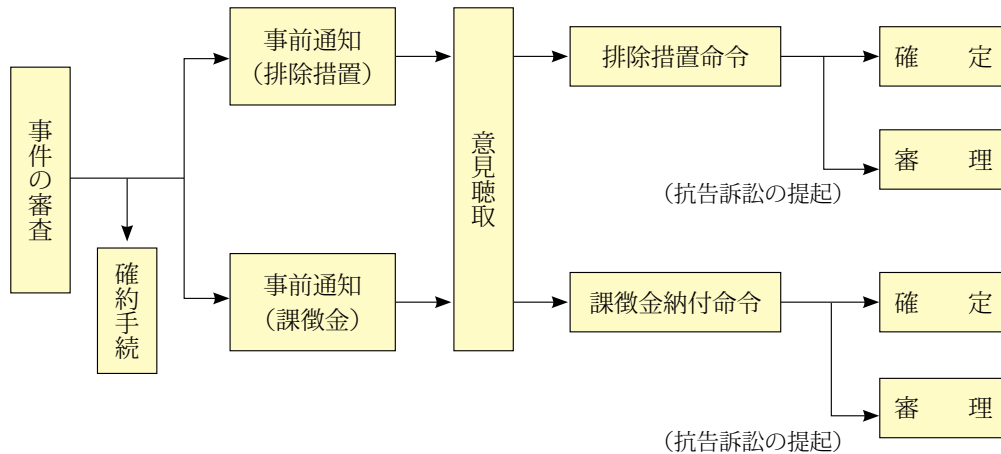 事件の審査
確約手続
事前通知
（排除措置）
事前通知
（課徴金）
意見聴取
排除措置命令
確　定
審　理
（抗告訴訟の提起）
課徴金納付命令
確　定
審　理
（抗告訴訟の提起）